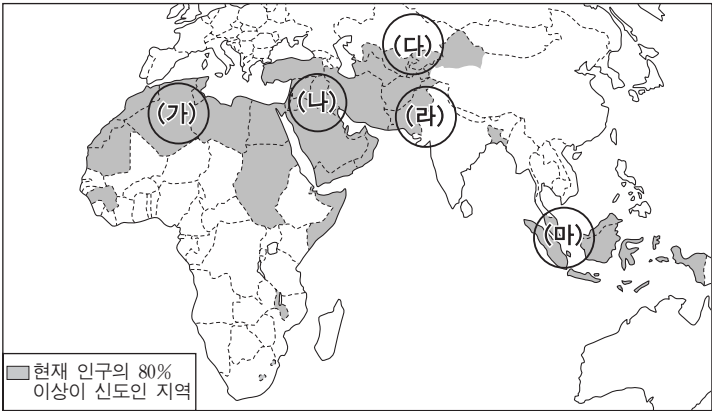 (다)
(나)
(가)
(라)
(마)
현재 인구의 80%
이상이 신도인 지역